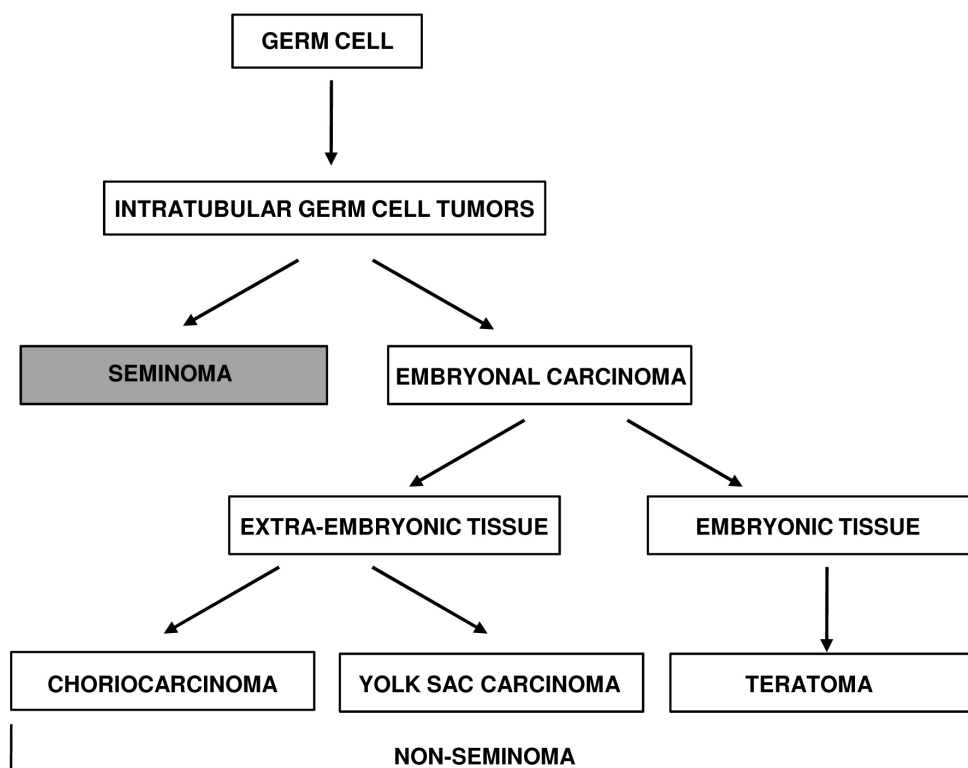 GERM CELL
INTRATUBULAR GERM CELL TUMORS
SEMINOMA
EMBRYONAL CARCINOMA
EXTRA-EMBRYONIC TISSUE
EMBRYONIC TISSUE
CHORIOCARCINOMA
YOLK SAC CARCINOMA
TERATOMA
NON-SEMINOMA